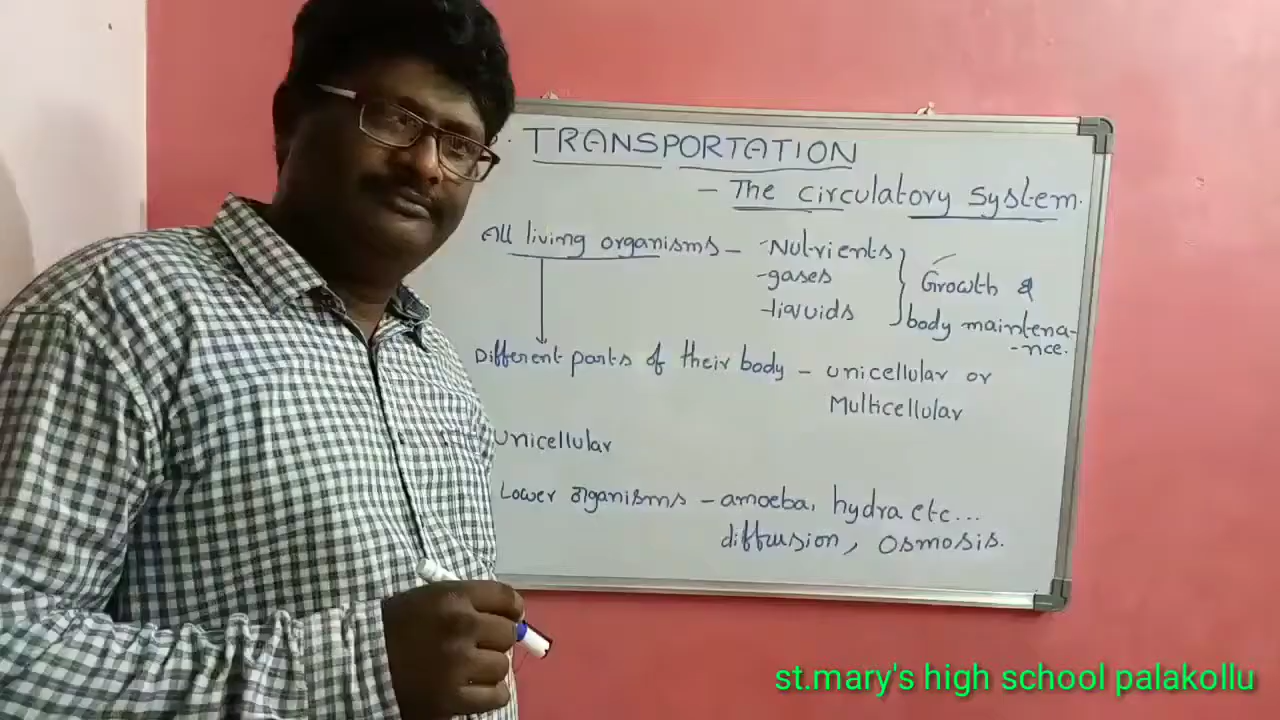 TRANSPORTATION
- The circulatory system.
All living organisms - -Nutrients
-gases
-liquids
Growth &
body maintena-
-nce.
Different parts of their body - unicellular or
Multicellular
Unicellular
Lower organisms - amoeba, hydra etc...
diffusion, osmosis.
st.mary's high school palakollu